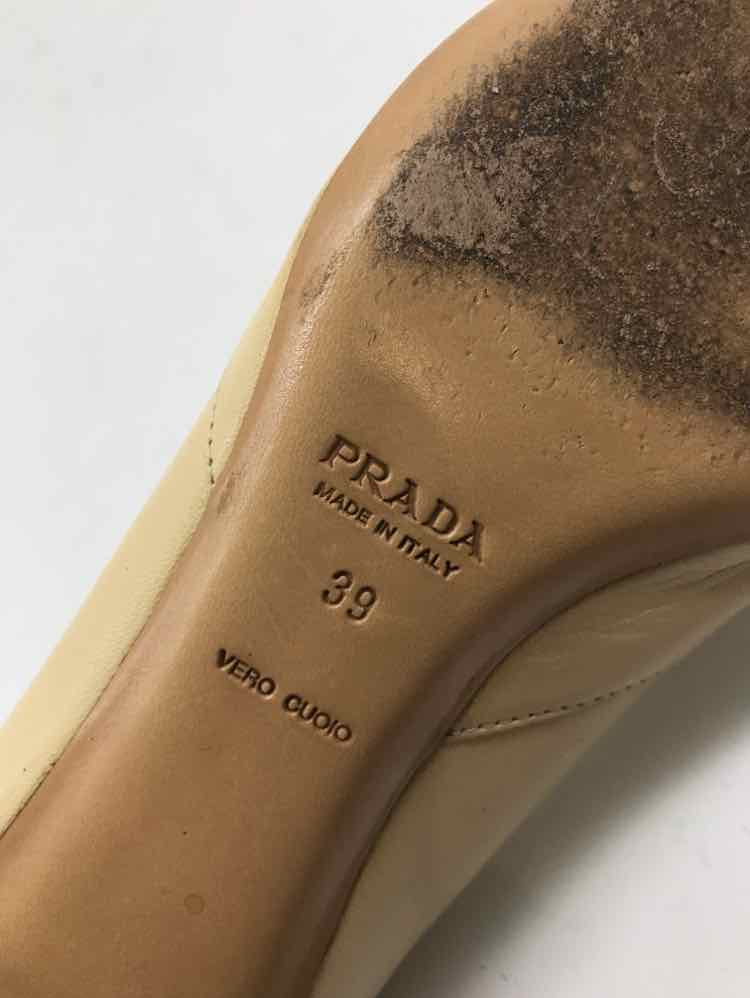 PRADA
MADE IN ITALY
39
VERO CUOIO